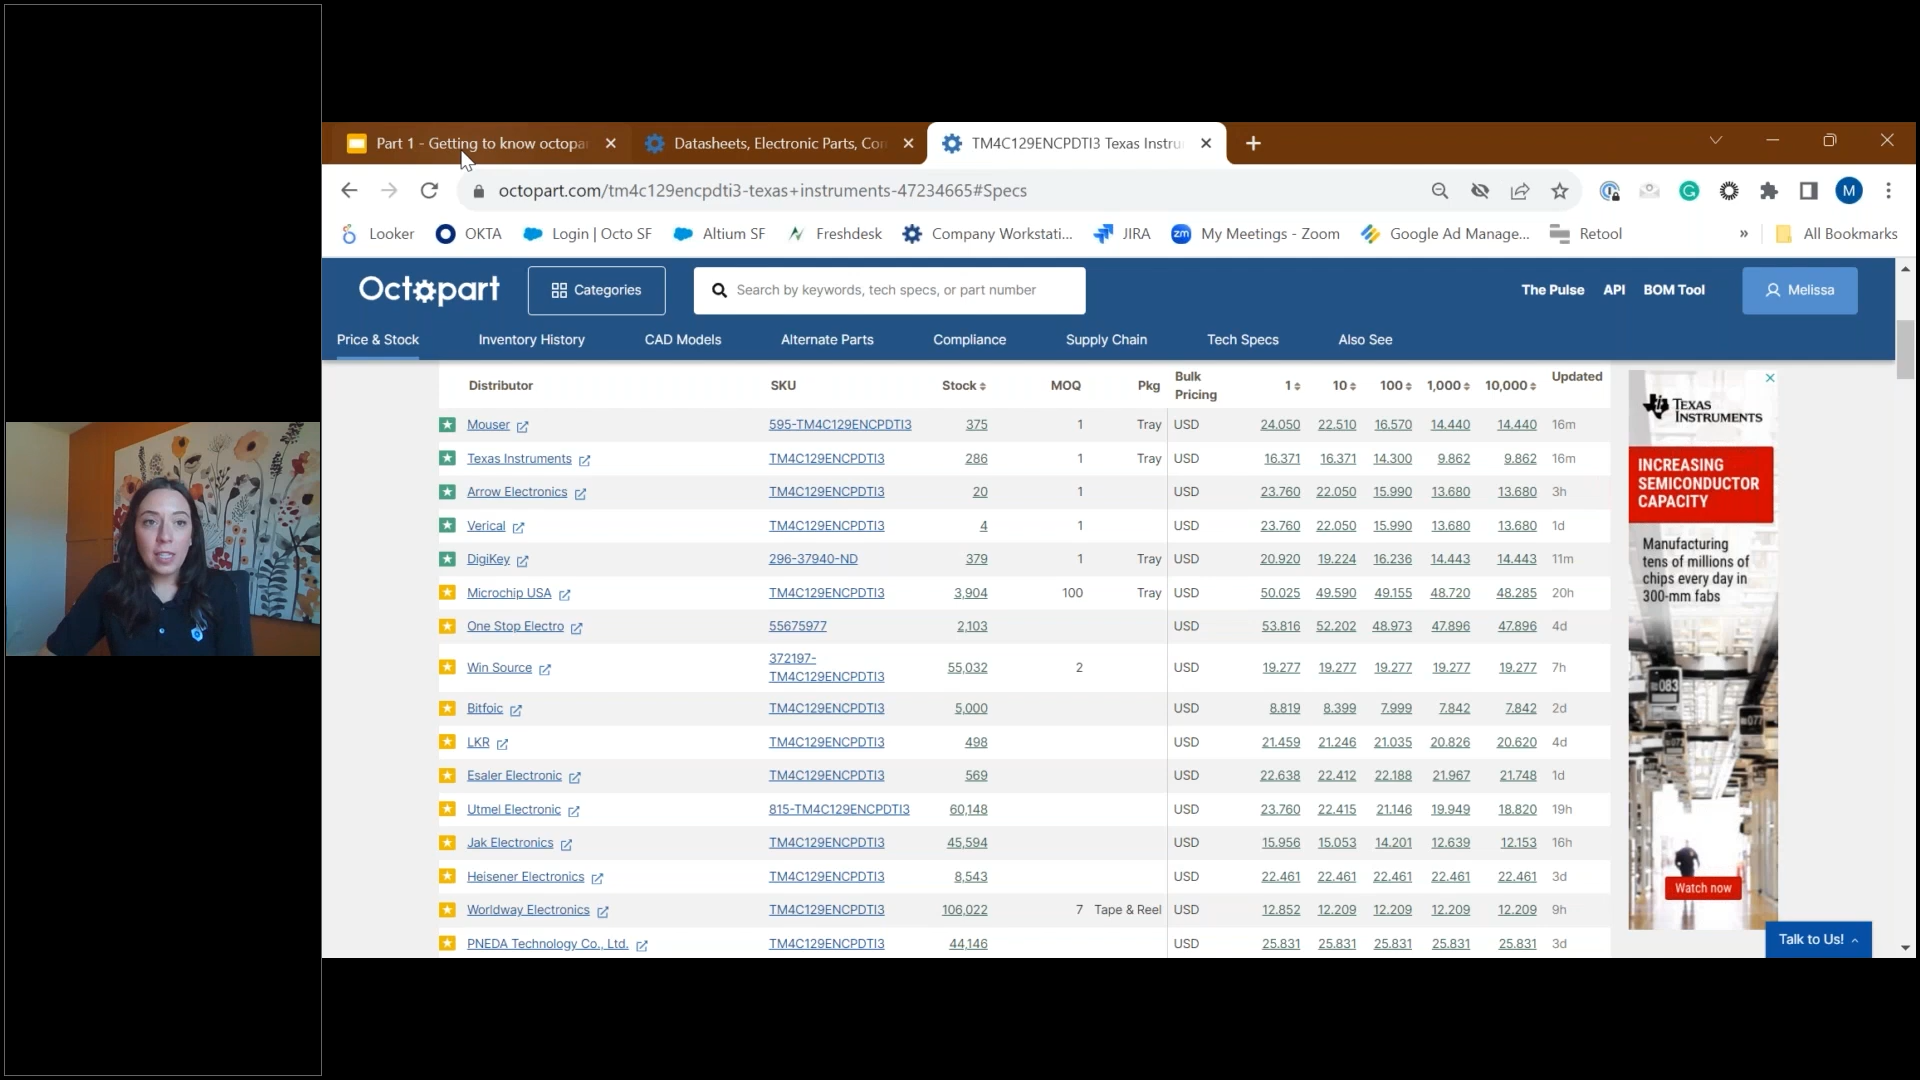 Part 1 - Getting to know octopa
Datasheets, Electronic Parts, Co
TM4C129ENCPDTI3 Texas Instru
octopart.com/tm4c129encpdti3-texas+instruments-47234665#Specs
M
Looker
OKTA
Login | Octo SF
Altium SF
Freshdesk
Company Workstati...
JIRA
zm My Meetings - Zoom
Google Ad Manage...
Retool
»
All Bookmarks
Octopart
Categories
Search by keywords, tech specs, or part number
The Pulse
API
BOM Tool
Melissa
Price & Stock
Inventory History
CAD Models
Alternate Parts
Compliance
Supply Chain
Tech Specs
Also See
Distributor SKU Stock MOQ Pkg Bulk Pricing 1 10 100 1,000 10,000 Updated
Mouser 595-TM4C129ENCPDTI3 375 1 Tray USD 24.050 22.510 16.570 14.440 14.440 16m
Texas Instruments TM4C129ENCPDTI3 286 1 Tray USD 16.371 16.371 14.300 9.862 9.862 16m
Arrow Electronics TM4C129ENCPDTI3 20 1 USD 23.760 22.050 15.990 13.680 13.680 3h
Verical TM4C129ENCPDTI3 4 1 USD 23.760 22.050 15.990 13.680 13.680 1d
DigiKey 296-37940-ND 379 1 Tray USD 20.920 19.224 16.236 14.443 14.443 11m
Microchip USA TM4C129ENCPDTI3 3,904 100 Tray USD 50.025 49.590 49.155 48.720 48.285 20h
One Stop Electro 55675977 2,103 USD 53.816 52.202 48.973 47.896 47.896 4d
Win Source 372197-TM4C129ENCPDTI3 55,032 2 USD 19.277 19.277 19.277 19.277 19.277 7h
Bitfoic TM4C129ENCPDTI3 5,000 USD 8.819 8.399 7.999 7.842 7.842 2d
LKR TM4C129ENCPDTI3 498 USD 21.459 21.246 21.035 20.826 20.620 4d
Esaler Electronic TM4C129ENCPDTI3 569 USD 22.638 22.412 22.188 21.967 21.748 1d
Utmel Electronic 815-TM4C129ENCPDTI3 60,148 USD 23.760 22.415 21.146 19.949 18.820 19h
Jak Electronics TM4C129ENCPDTI3 45,594 USD 15.956 15.053 14.201 12.639 12.153 16h
Heisener Electronics TM4C129ENCPDTI3 8,543 USD 22.461 22.461 22.461 22.461 22.461 3d
Worldway Electronics TM4C129ENCPDTI3 106,022 7 Tape & Reel USD 12.852 12.209 12.209 12.209 12.209 9h
PNEDA Technology Co., Ltd. TM4C129ENCPDTI3 44,146 USD 25.831 25.831 25.831 25.831 25.831 3d
TEXAS
INSTRUMENTS
INCREASING
SEMICONDUCTOR
CAPACITY
Manufacturing
tens of millions of
chips every day in
300-mm fabs
083
Watch now
Talk to Us!